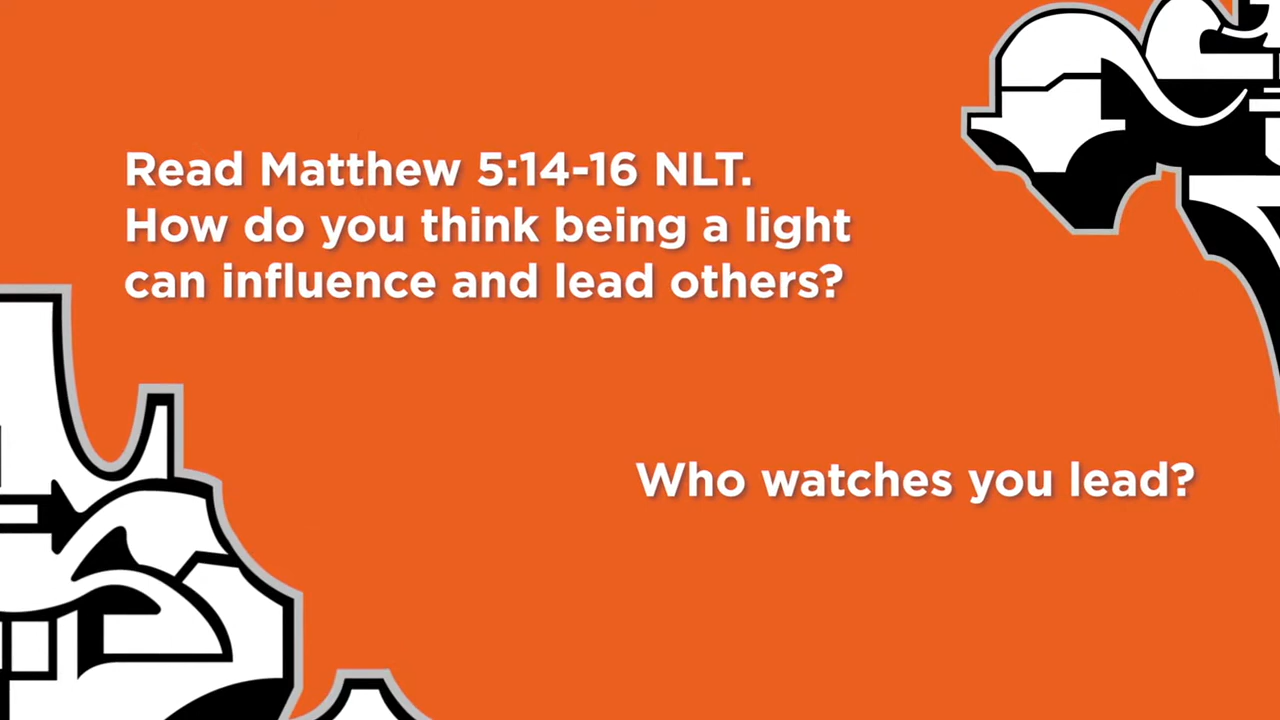 Read Matthew 5:14-16 NLT.
How do you think being a light
can influence and lead others?
Who watches you lead?